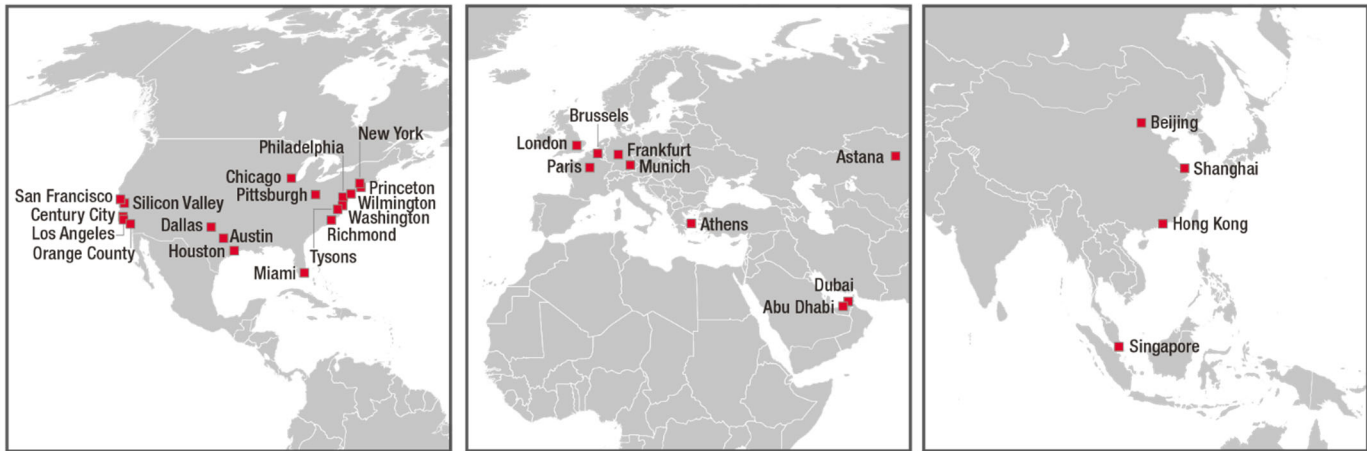 New York
Philadelphia
Chicago
Pittsburgh
Princeton
Wilmington
San Francisco
Silicon Valley
Century City
Washington
Los Angeles
Dallas
Richmond
Orange County
Austin
Houston
Tysons
Miami
Brussels
London
Frankfurt
Paris
Munich
Astana
Athens
Dubai
Abu Dhabi
Beijing
Shanghai
Hong Kong
Singapore